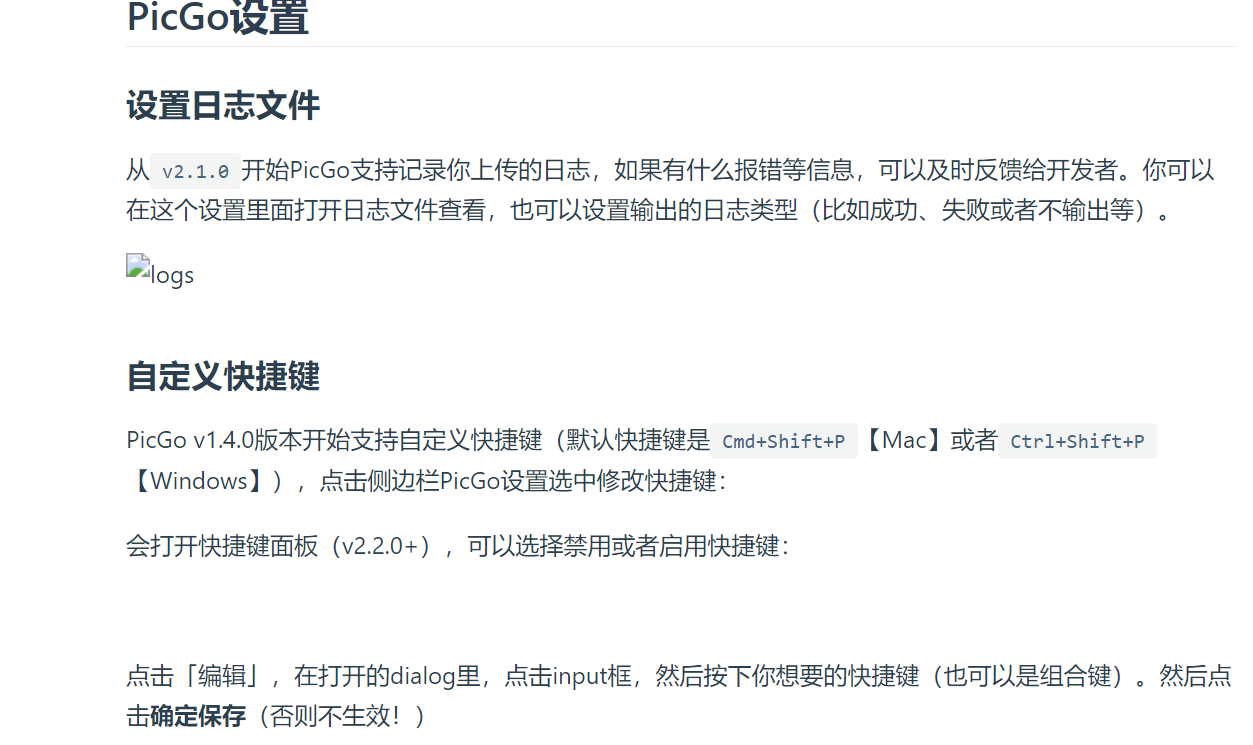 PicGo设置
设置日志文件
从 v2.1.0 开始PicGo支持记录你上传的日志，如果有什么报错等信息，可以及时反馈给开发者。你可以
在这个设置里面打开日志文件查看，也可以设置输出的日志类型（比如成功、失败或者不输出等）。
logs
自定义快捷键
PicGo v1.4.0版本开始支持自定义快捷键（默认快捷键是 Cmd+Shift+P 【Mac】或者 Ctrl+Shift+P
【Windows】），点击侧边栏PicGo设置选中修改快捷键：
会打开快捷键面板（v2.2.0+），可以选择禁用或者启用快捷键：
点击「编辑」，在打开的dialog里，点击input框，然后按下你想要的快捷键（也可以是组合键）。然后点
击确定保存（否则不生效！）